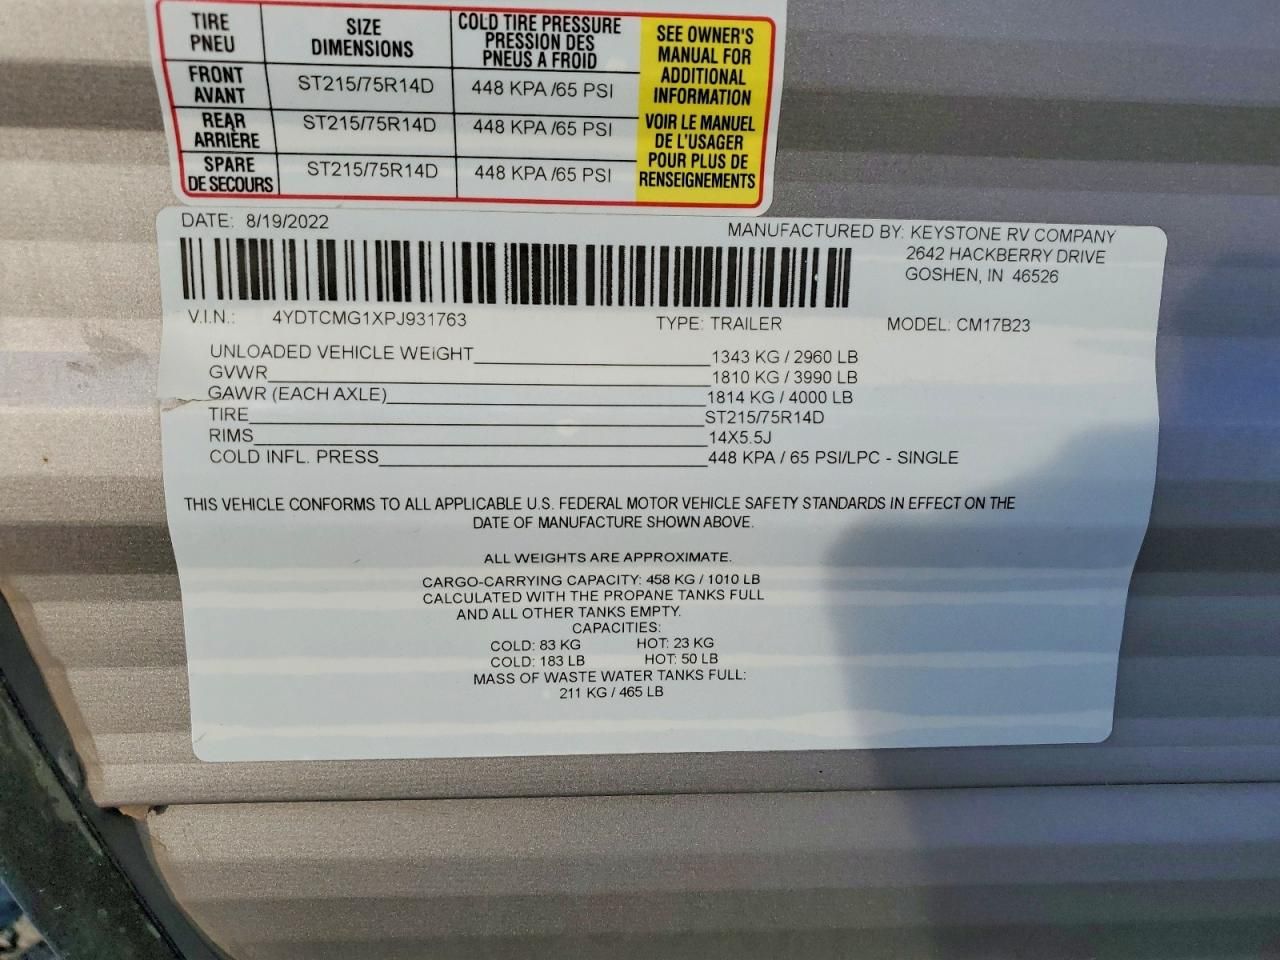 TIRE PNEU SIZE DIMENSIONS COLD TIRE PRESSURE PRESSION DES PNEUS A FROID
FRONT AVANT ST215/75R14D 448 KPA /65 PSI
REAR ARRIÈRE ST215/75R14D 448 KPA /65 PSI
SPARE DE SECOURS ST215/75R14D 448 KPA /65 PSI
SEE OWNER'S
MANUAL FOR
ADDITIONAL
INFORMATION
VOIR LE MANUEL
DE L'USAGER
POUR PLUS DE
RENSEIGNEMENTS
DATE: 8/19/2022
MANUFACTURED BY: KEYSTONE RV COMPANY
2642 HACKBERRY DRIVE
GOSHEN, IN 46526
V.I.N.: 4YDTCMG1XPJ931763 TYPE: TRAILER MODEL: CM17B23
UNLOADED VEHICLE WEIGHT 1343 KG / 2960 LB
GVWR 1810 KG / 3990 LB
GAWR (EACH AXLE) 1814 KG / 4000 LB
TIRE ST215/75R14D
RIMS 14X5.5J
COLD INFL. PRESS 448 KPA / 65 PSI/LPC - SINGLE
THIS VEHICLE CONFORMS TO ALL APPLICABLE U.S. FEDERAL MOTOR VEHICLE SAFETY STANDARDS IN EFFECT ON THE
DATE OF MANUFACTURE SHOWN ABOVE.
ALL WEIGHTS ARE APPROXIMATE.
CARGO-CARRYING CAPACITY: 458 KG / 1010 LB
CALCULATED WITH THE PROPANE TANKS FULL
AND ALL OTHER TANKS EMPTY.
CAPACITIES:
COLD: 83 KG HOT: 23 KG
COLD: 183 LB HOT: 50 LB
MASS OF WASTE WATER TANKS FULL:
211 KG / 465 LB